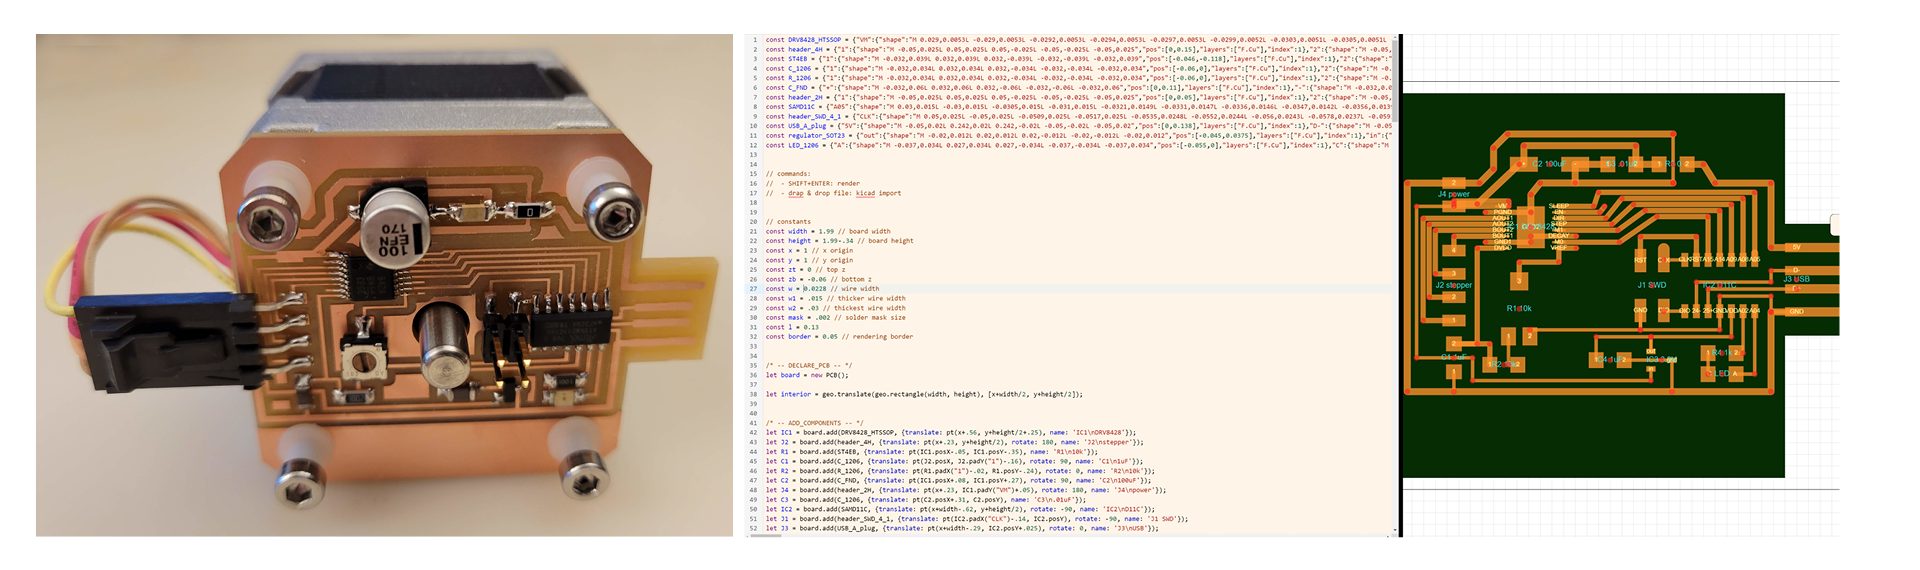 100
EFN
170
0
1 const DRV8428_HTSSOP = {"VM":{"shape":"M 0.029,0.0053L -0.029,0.0053L -0.0292,0.0053L -0.0294,0.0053L -0.0297,0.0053L -0.0299,0.0052L -0.0303,0.0051L -0.0305,0.0051L
2 const header_4H = {"1":{"shape":"M -0.05,0.025L 0.05,0.025L 0.05,-0.025L -0.05,-0.025L -0.05,0.025","pos":[0,0.15],"layers":["F.Cu"],"index":1},"2":{"shape":"M -0.05,
3 const ST4EB = {"1":{"shape":"M -0.032,0.039L 0.032,0.039L 0.032,-0.039L -0.032,-0.039L -0.032,0.039","pos":[-0.046,-0.118],"layers":["F.Cu"],"index":1},"2":{"shape":"
4 const C_1206 = {"1":{"shape":"M -0.032,0.034L 0.032,0.034L 0.032,-0.034L -0.032,-0.034L -0.032,0.034","pos":[-0.06,0],"layers":["F.Cu"],"index":1},"2":{"shape":"M -0.
5 const R_1206 = {"1":{"shape":"M -0.032,0.034L 0.032,0.034L 0.032,-0.034L -0.032,-0.034L -0.032,0.034","pos":[-0.06,0],"layers":["F.Cu"],"index":1},"2":{"shape":"M -0.
6 const C_FND = {"+":{"shape":"M -0.032,0.06L 0.032,0.06L 0.032,-0.06L -0.032,-0.06L -0.032,0.06","pos":[0,0.11],"layers":["F.Cu"],"index":1},"-":{"shape":"M -0.032,0.0
7 const header_2H = {"1":{"shape":"M -0.05,0.025L 0.05,0.025L 0.05,-0.025L -0.05,-0.025L -0.05,0.025","pos":[0,0.05],"layers":["F.Cu"],"index":1},"2":{"shape":"M -0.05,
8 const SAMD11C = {"A05":{"shape":"M 0.03,0.015L -0.03,0.015L -0.0305,0.015L -0.031,0.015L -0.0321,0.0149L -0.0331,0.0147L -0.0336,0.0146L -0.0347,0.0142L -0.0356,0.013
9 const header_SWD_4_1 = {"CLK":{"shape":"M 0.05,0.025L -0.05,0.025L -0.0509,0.025L -0.0517,0.025L -0.0535,0.0248L -0.0552,0.0244L -0.056,0.0243L -0.0578,0.0237L -0.059
10 const USB_A_plug = {"5V":{"shape":"M -0.05,0.02L 0.242,0.02L 0.242,-0.02L -0.05,-0.02L -0.05,0.02","pos":[0,0.138],"layers":["F.Cu"],"index":1},"D-":{"shape":"M -0.05
11 const regulator_SOT23 = {"out":{"shape":"M -0.02,0.012L 0.02,0.012L 0.02,-0.012L -0.02,-0.012L -0.02,0.012","pos":[-0.045,0.0375],"layers":["F.Cu"],"index":1},"in":{"
12 const LED_1206 = {"A":{"shape":"M -0.037,0.034L 0.027,0.034L 0.027,-0.034L -0.037,-0.034L -0.037,0.034","pos":[-0.055,0],"layers":["F.Cu"],"index":1},"C":{"shape":"M
13
14
15 // commands:
16 // - SHIFT+ENTER: render
17 // - drap & drop file: kicad import
18
19
20 // constants
21 const width = 1.99 // board width
22 const height = 1.99-.34 // board height
23 const x = 1 // x origin
24 const y = 1 // y origin
25 const zt = 0 // top z
26 const zb = -0.06 // bottom z
27 const w = 0.0228 // wire width
28 const w1 = .015 // thicker wire width
29 const w2 = .03 // thickest wire width
30 const mask = .002 // solder mask size
31 const l = 0.13
32 const border = 0.05 // rendering border
33
34
35 /* -- DECLARE_PCB -- */
36 let board = new PCB();
37
38 let interior = geo.translate(geo.rectangle(width, height), [x+width/2, y+height/2]);
39
40
41 /* -- ADD_COMPONENTS -- */
42 let IC1 = board.add(DRV8428_HTSSOP, {translate: pt(x+.56, y+height/2+.25), name: 'IC1\nDRV8428'});
43 let J2 = board.add(header_4H, {translate: pt(x+.23, y+height/2), rotate: 180, name: 'J2\nstepper'});
44 let R1 = board.add(ST4EB, {translate: pt(IC1.posX-.05, IC1.posY-.35), name: 'R1\n10k'});
45 let C1 = board.add(C_1206, {translate: pt(J2.posX, J2.padY("1")-.16), rotate: 90, name: 'C1\n1uF'});
46 let R2 = board.add(R_1206, {translate: pt(R1.padX("1")-.02, R1.posY-.24), rotate: 0, name: 'R2\n10k'});
47 let C2 = board.add(C_FND, {translate: pt(IC1.posX+.08, IC1.posY+.27), rotate: 90, name: 'C2\n100uF'});
48 let J4 = board.add(header_2H, {translate: pt(x+.23, IC1.padY("VM")+.05), rotate: 180, name: 'J4\npower'});
49 let C3 = board.add(C_1206, {translate: pt(C2.posX+.31, C2.posY), name: 'C3\n.01uF'});
50 let IC2 = board.add(SAMD11C, {translate: pt(x+width-.62, y+height/2), rotate: -90, name: 'IC2\nD11C'});
51 let J1 = board.add(header_SWD_4_1, {translate: pt(IC2.padX("CLK")-.14, IC2.posY), rotate: -90, name: 'J1 SWD'});
52 let J3 = board.add(USB_A_plug, {translate: pt(x+width-.29, IC2.posY+.025), rotate: 0, name: 'J3\nUSB'});
C2 100uF
2
J4 power
VM
PGND
AOUT1
AOUT2
BOUT2
BOUT1
GND1
DVDD
SLEEP
EN
DIR
STEP
M1
DECAY
M0
VREF
4
3
J2 stepper
2
1
3
R1 10k
RST
J1 SWD
GND
5V
D-
J3 USB
GND
2
C1 1uF
1
1 2
R4 1k
LED A